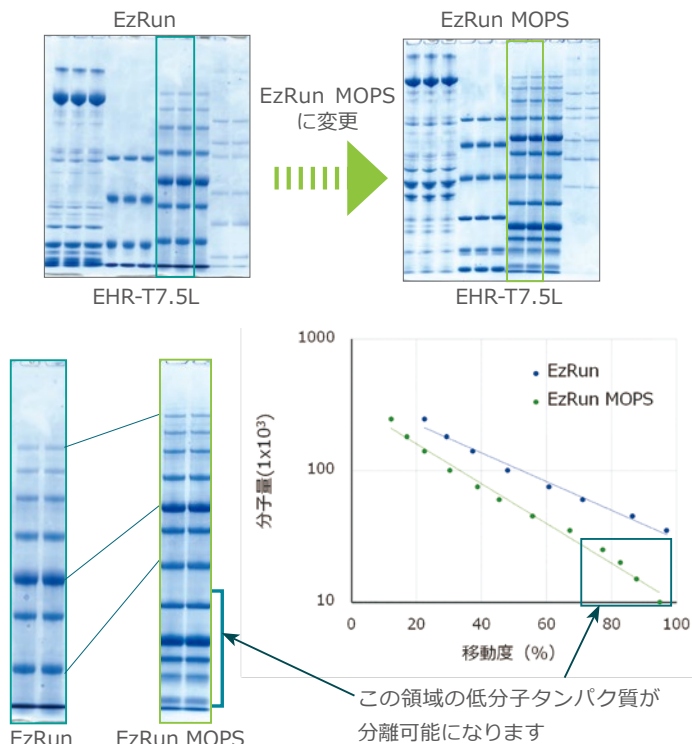 EzRun
EzRun MOPS
EzRun MOPS
に変更
EHR-T7.5L
EHR-T7.5L
EzRun
EzRun MOPS
1000
100
10
分子量(1x10³)
EzRun
EzRun MOPS
0
20
40
60
80
100
移動度（%）
この領域の低分子タンパク質が
分離可能になります